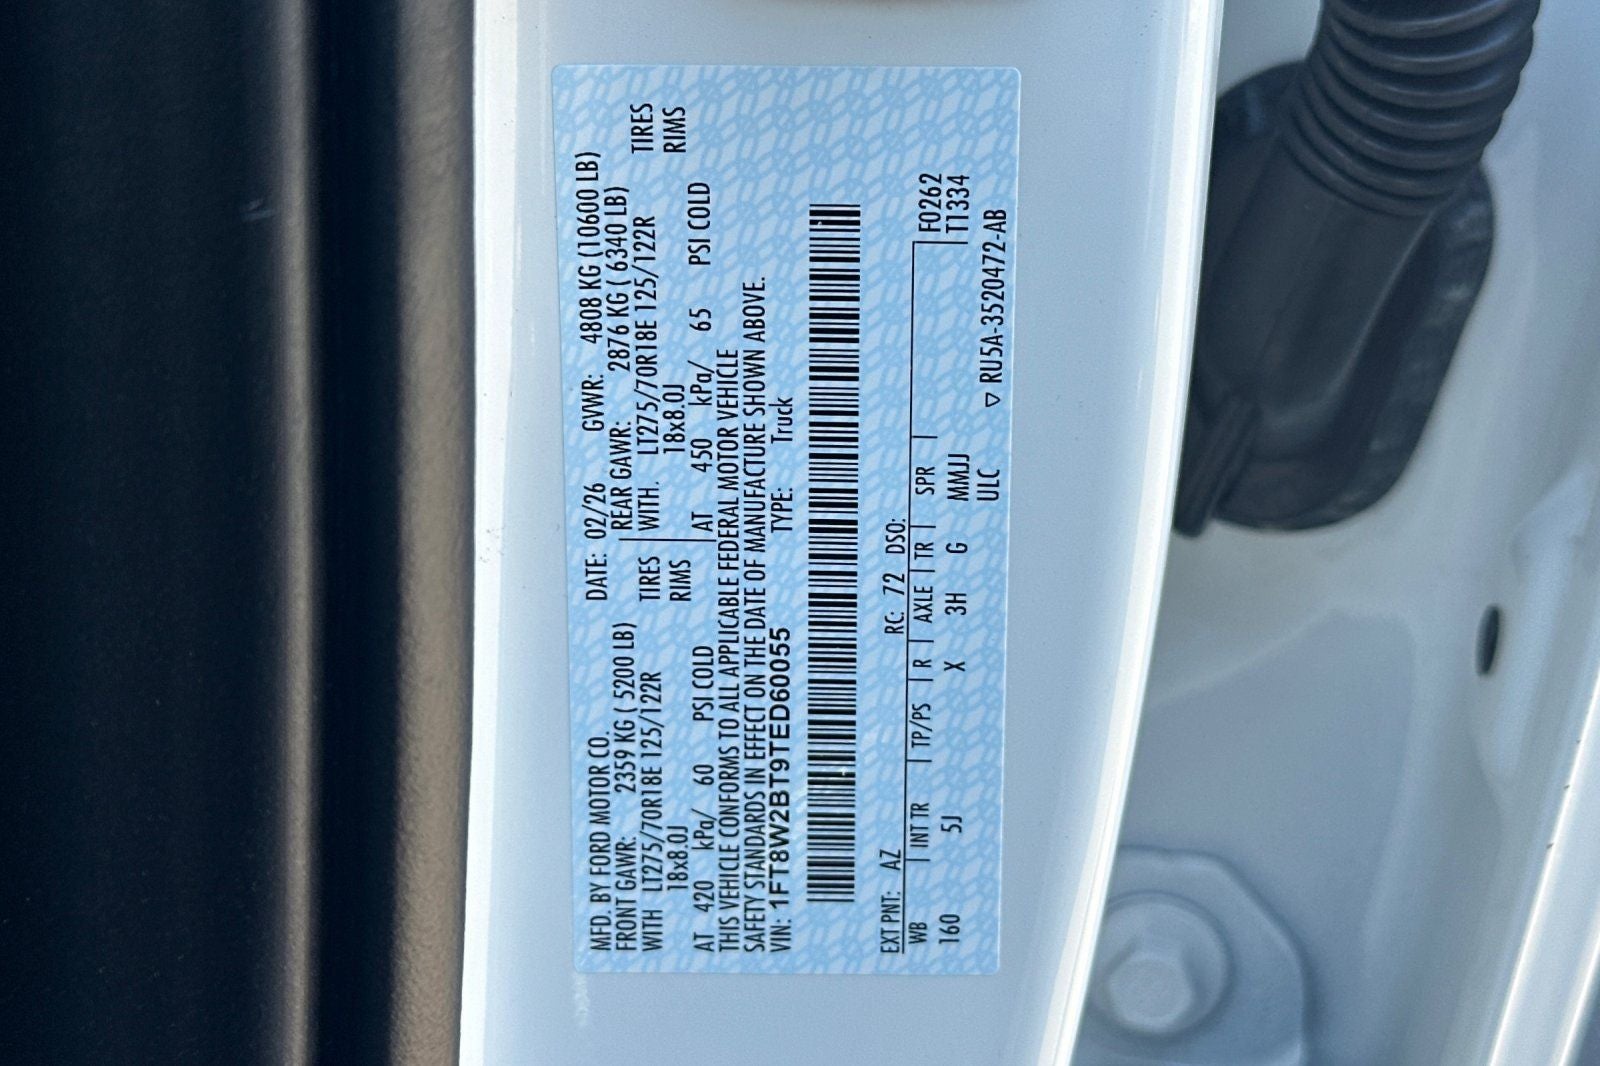 MFD. BY FORD MOTOR CO. DATE: 02/26 GVWR: 4808 KG (10600 LB)
FRONT GAWR: 2359 KG ( 5200 LB) REAR GAWR: 2876 KG ( 6340 LB)
WITH LT275/70R18E 125/122R TIRES WITH. LT275/70R18E 125/122R TIRES
18x8.0J RIMS 18x8.0J RIMS
AT 420 kPa/ 60 PSI COLD AT 450 kPa/ 65 PSI COLD
THIS VEHICLE CONFORMS TO ALL APPLICABLE FEDERAL MOTOR VEHICLE
SAFETY STANDARDS IN EFFECT ON THE DATE OF MANUFACTURE SHOWN ABOVE.
VIN: 1FT8W2BT9TED60055 TYPE: Truck
EXT PNT: AZ RC: 72 DSO: F0262
WB INT TR TP/PS R AXLE TR SPR T1334
160 5J X 3H G MMJJ
ULC ▽ RU5A-3520472-AB